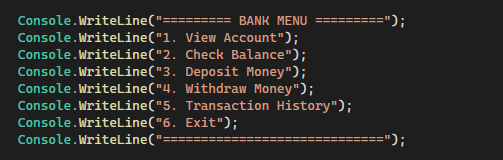 Console.WriteLine("========= BANK MENU =========");
Console.WriteLine("1. View Account");
Console.WriteLine("2. Check Balance");
Console.WriteLine("3. Deposit Money");
Console.WriteLine("4. Withdraw Money");
Console.WriteLine("5. Transaction History");
Console.WriteLine("6. Exit");
Console.WriteLine("=============================");